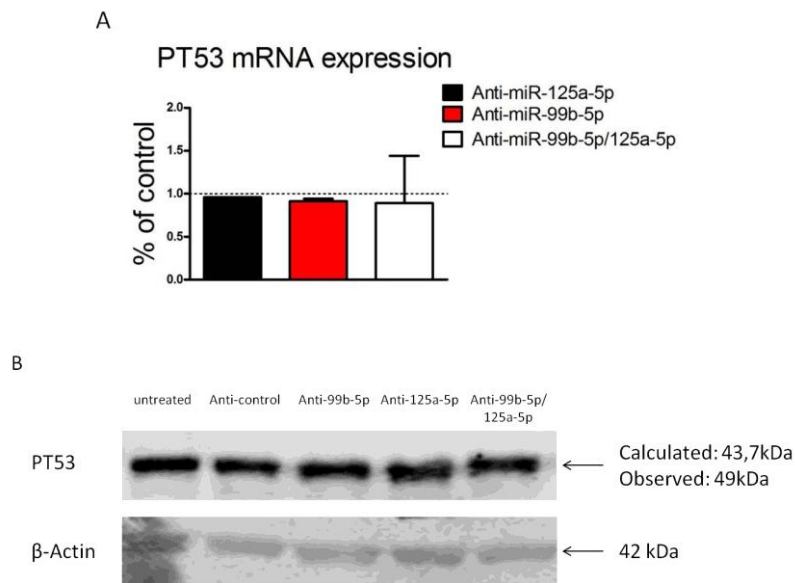 A
PT53 mRNA expression
Anti-miR-125a-5p
Anti-miR-99b-5p
Anti-miR-99b-5p/125a-5p
% of control
2.0
1.5
1.0
0.5
0.0
B
untreated Anti-control Anti-99b-5p Anti-125a-5p Anti-99b-5p/
125a-5p
PT53
Calculated: 43,7kDa
Observed: 49kDa
β-Actin
42 kDa